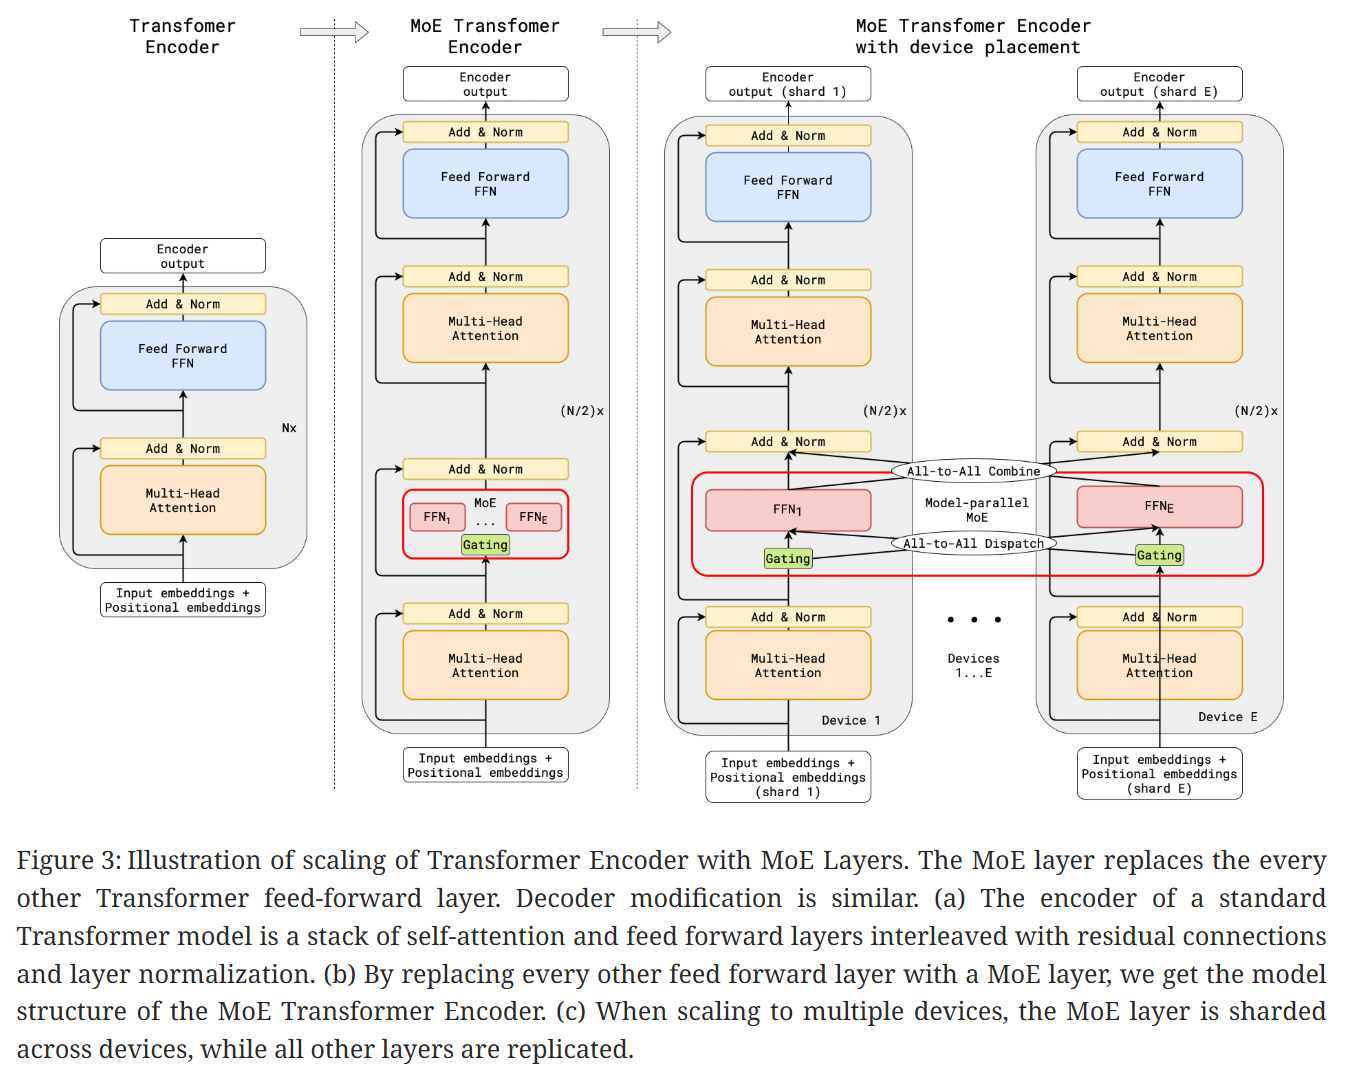 Transfomer
Encoder
MoE Transfomer
Encoder
MoE Transfomer Encoder
with device placement
Encoder
output
Add & Norm
Feed Forward
FFN
Add & Norm
Multi-Head
Attention
Nx
Input embeddings +
Positional embeddings
Encoder
output
Add & Norm
Feed Forward
FFN
Add & Norm
Multi-Head
Attention
(N/2)x
Add & Norm
MoE
FFN1
...
FFNE
Gating
Add & Norm
Multi-Head
Attention
Input embeddings +
Positional embeddings
Encoder
output (shard 1)
Add & Norm
Feed Forward
FFN
Add & Norm
Multi-Head
Attention
(N/2)x
Add & Norm
FFN1
Gating
Add & Norm
Multi-Head
Attention
Device 1
Input embeddings +
Positional embeddings
(shard 1)
All-to-All Combine
Model-parallel
MoE
All-to-All Dispatch
Devices
1...E
Encoder
output (shard E)
Add & Norm
Feed Forward
FFN
Add & Norm
Multi-Head
Attention
(N/2)x
Add & Norm
FFNE
Gating
Add & Norm
Multi-Head
Attention
Device E
Input embeddings +
Positional embeddings
(shard E)
Figure 3: Illustration of scaling of Transformer Encoder with MoE Layers. The MoE layer replaces the every
other Transformer feed-forward layer. Decoder modification is similar. (a) The encoder of a standard
Transformer model is a stack of self-attention and feed forward layers interleaved with residual connections
and layer normalization. (b) By replacing every other feed forward layer with a MoE layer, we get the model
structure of the MoE Transformer Encoder. (c) When scaling to multiple devices, the MoE layer is sharded
across devices, while all other layers are replicated.